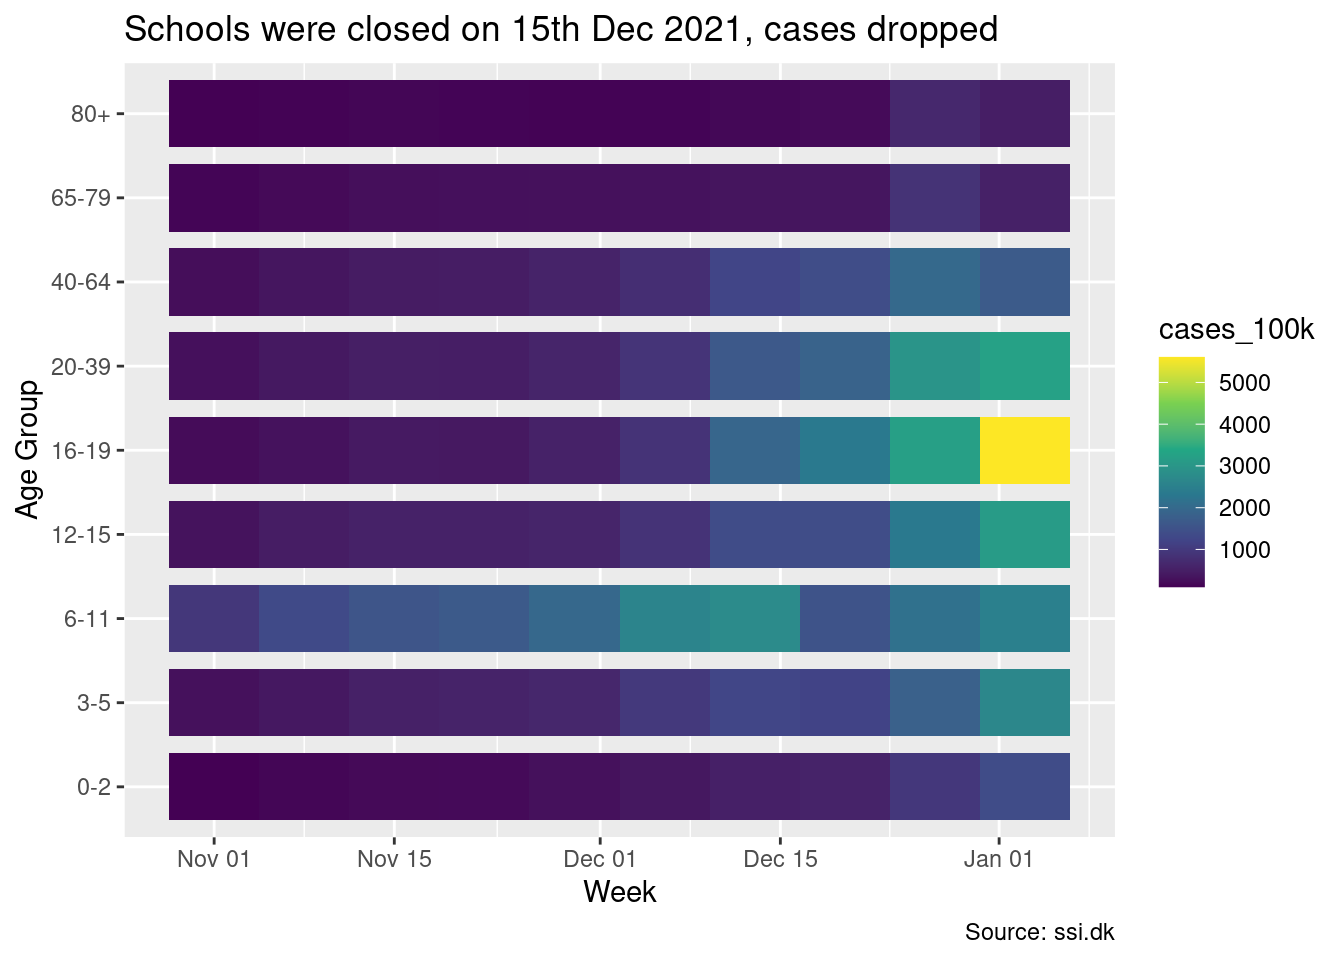 Schools were closed on 15th Dec 2021, cases dropped
80+
65-79
40-64
20-39
16-19
12-15
6-11
3-5
0-2
Age Group
Nov 01 Nov 15 Dec 01 Dec 15 Jan 01
Week
cases_100k
5000
4000
3000
2000
1000
Source: ssi.dk